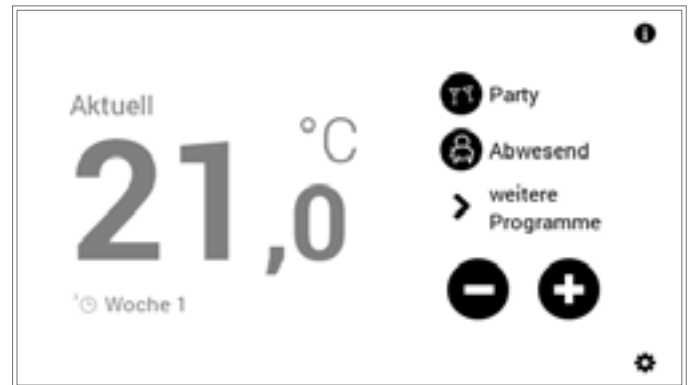 Aktuell
21,0 °C
Woche 1
Party
Abwesend
weitere
Programme